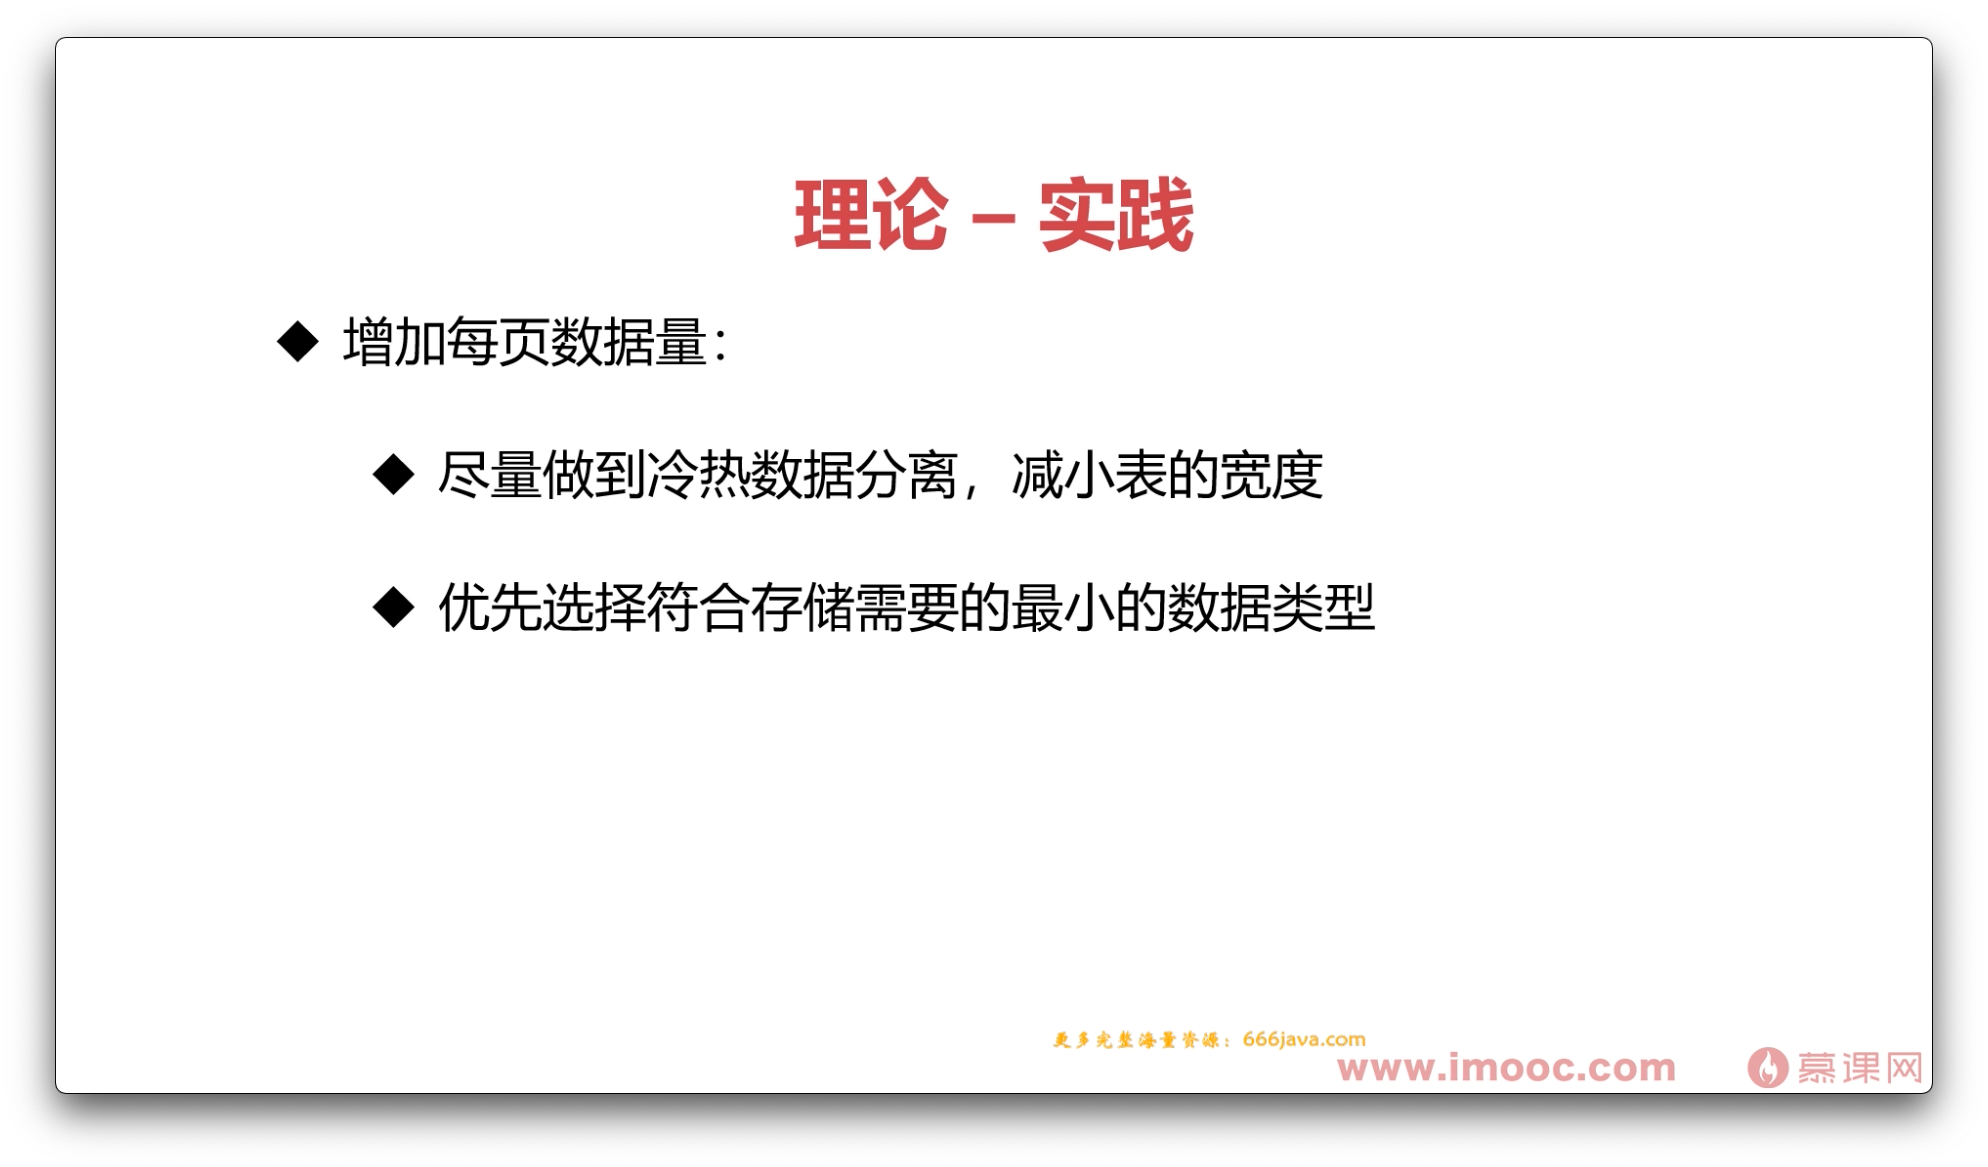 理论 – 实践
◆ 增加每页数据量：
◆ 尽量做到冷热数据分离，减小表的宽度
◆ 优先选择符合存储需要的最小的数据类型
更多完整海量资源：666java.com
www.imooc.com 慕课网